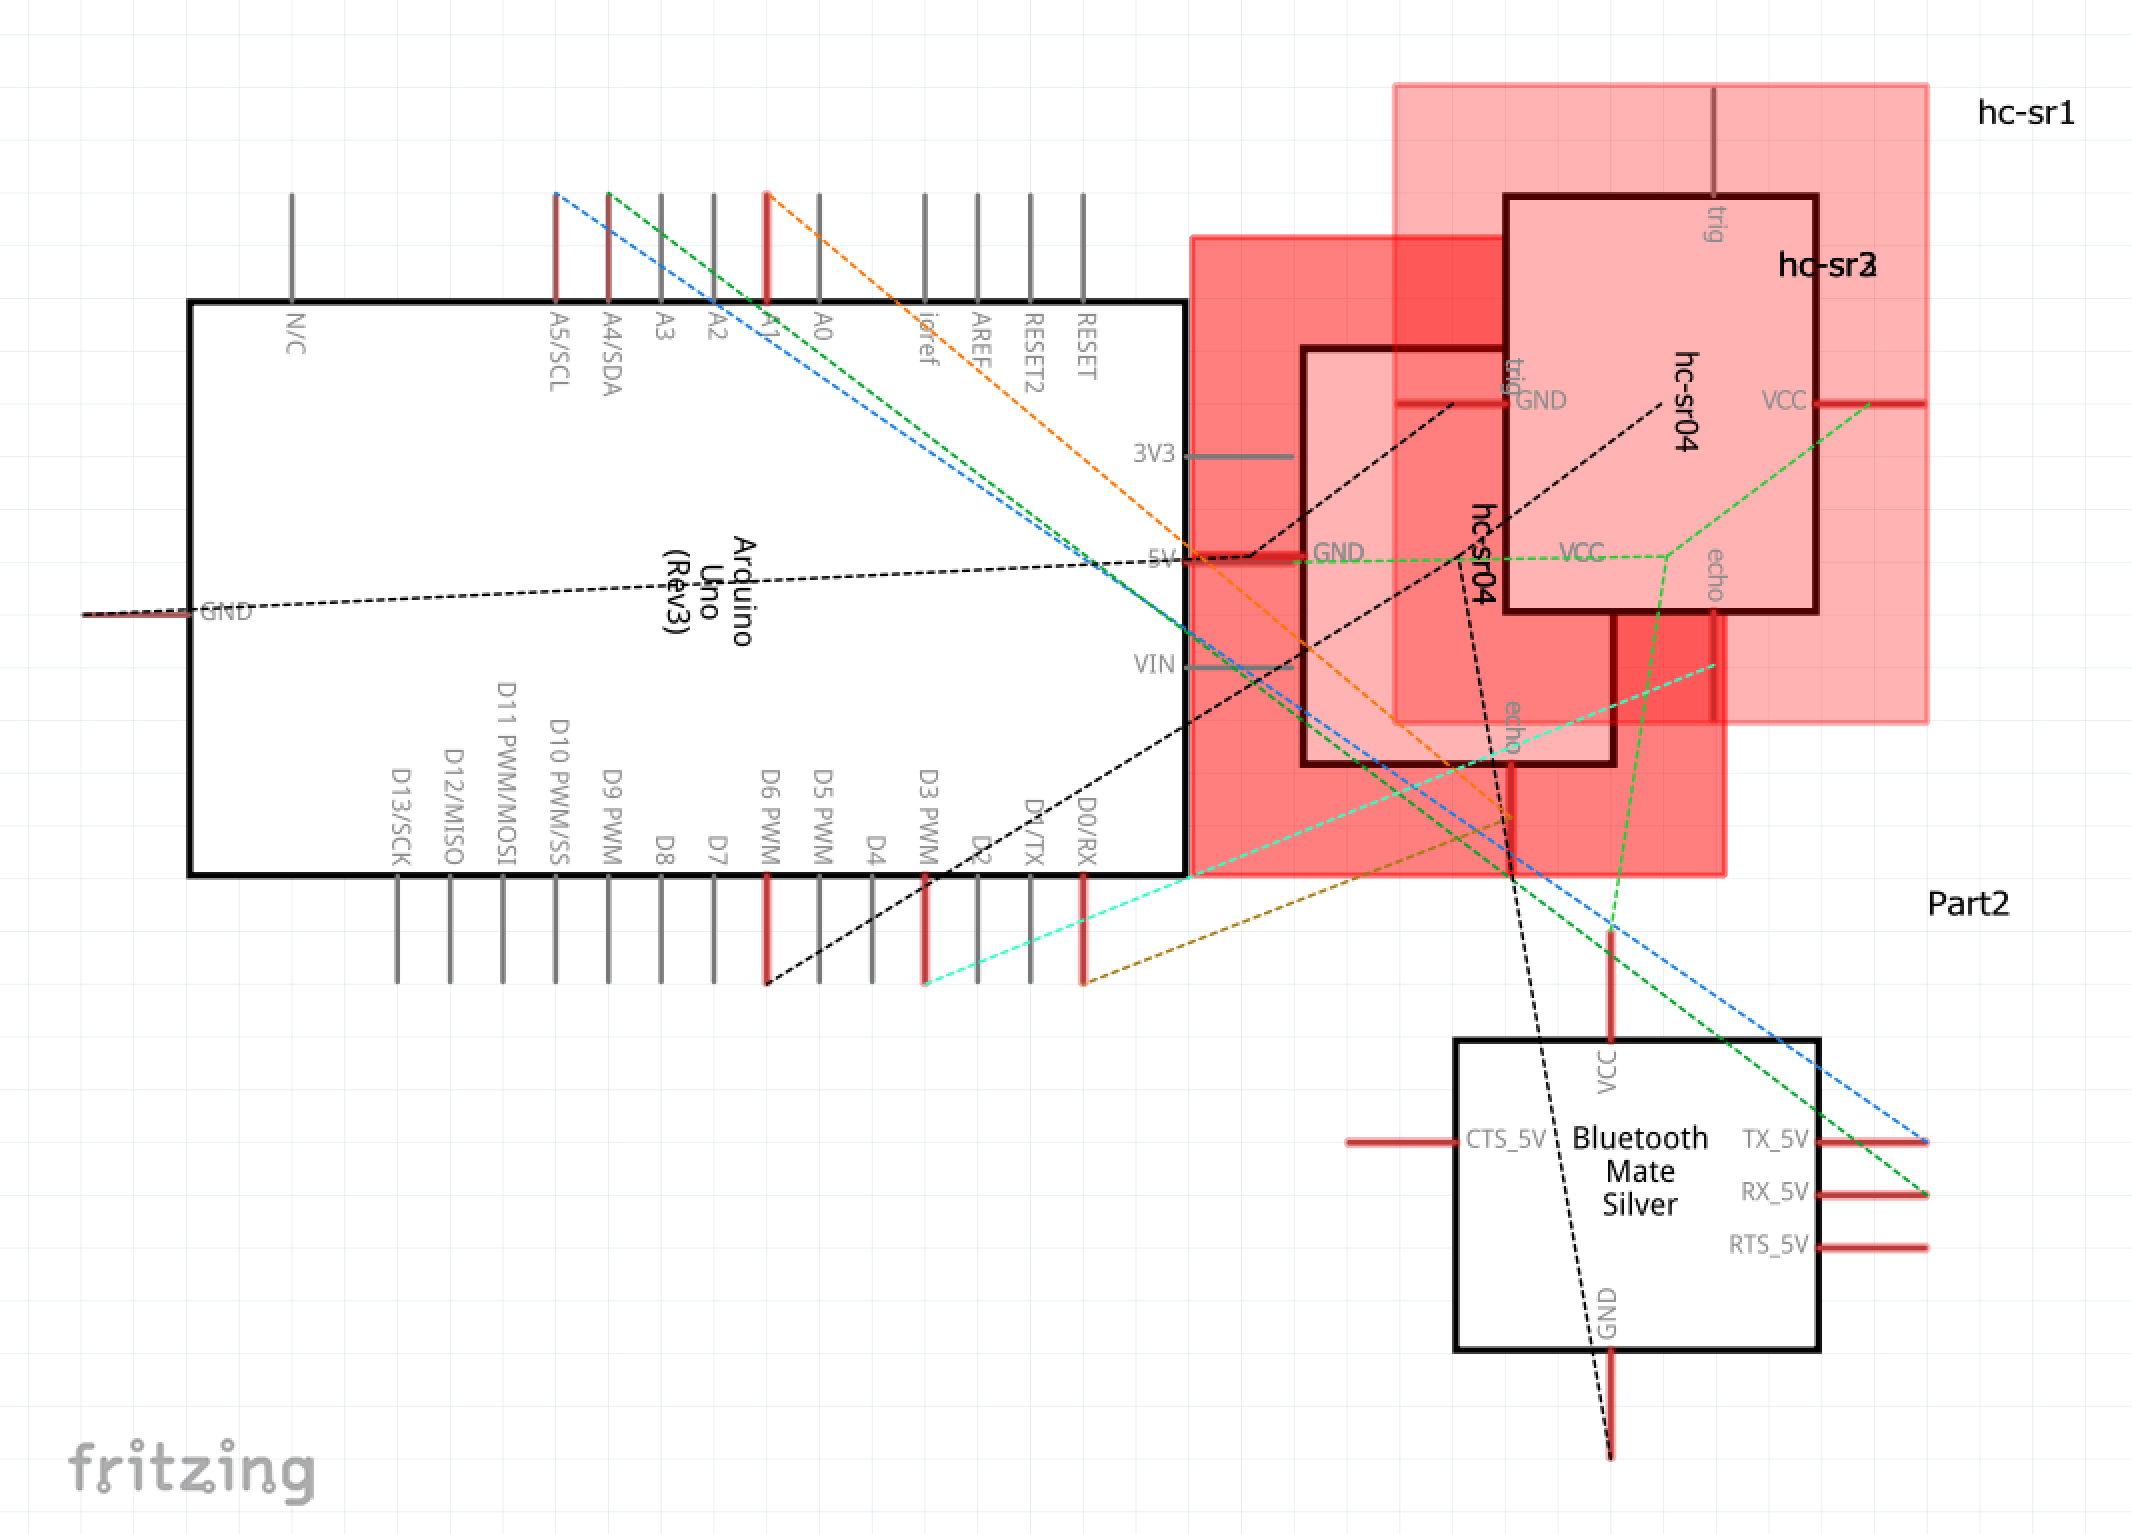 hc-sr1
trig
hc-sr2
N/C
A5/SCL
A4/SDA
A3
A2
A1
A0
ioref
AREF
RESET2
RESET
trig
GND
VCC
hc-sr04
3V3
5V
GND
VCC
echo
hc-sr04
GND
Arduino
Uno
(Rev3)
VIN
echo
D13/SCK
D12/MISO
D11 PWM/MOSI
D10 PWM/SS
D9 PWM
D8
D7
D6 PWM
D5 PWM
D4
D3 PWM
D2
D1/TX
D0/RX
Part2
VCC
CTS_5V
Bluetooth
Mate
Silver
TX_5V
RX_5V
RTS_5V
GND
fritzing